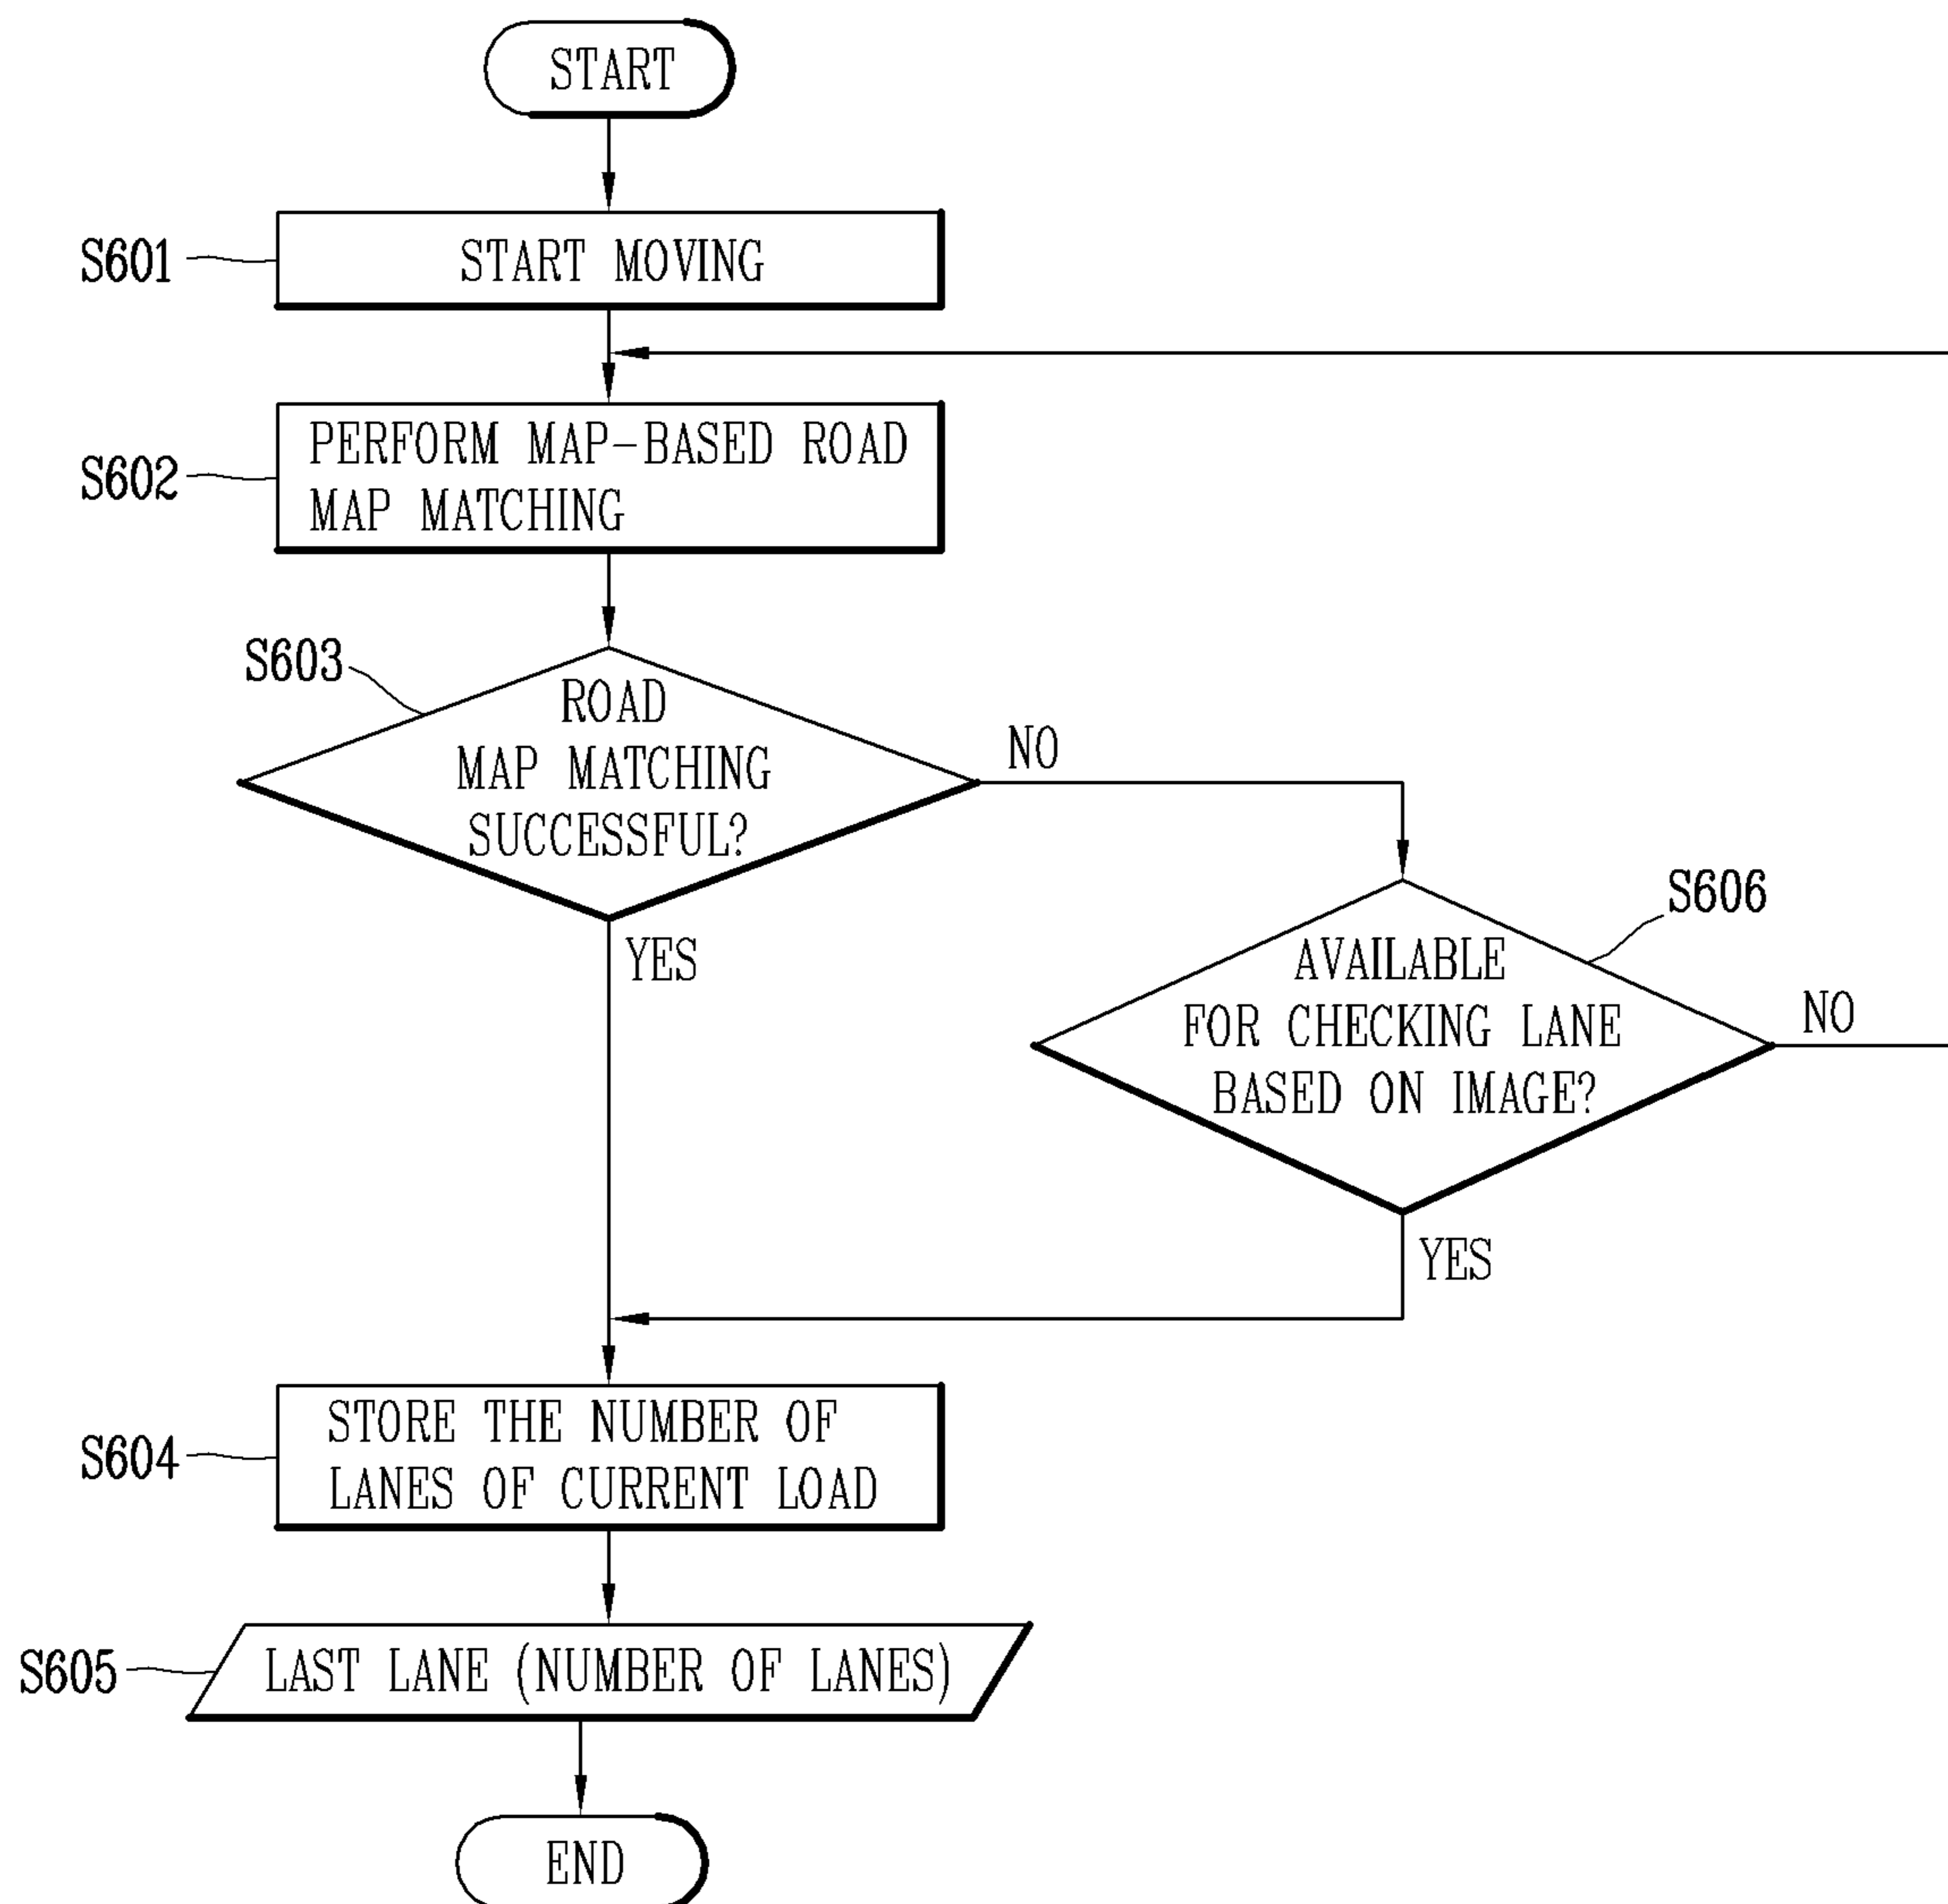 START
S601
START MOVING
S602
PERFORM MAP-BASED ROAD
MAP MATCHING
S603
ROAD
MAP MATCHING
SUCCESSFUL?
NO
YES
S606
AVAILABLE
FOR CHECKING LANE
BASED ON IMAGE?
NO
YES
S604
STORE THE NUMBER OF
LANES OF CURRENT LOAD
S605
LAST LANE (NUMBER OF LANES)
END